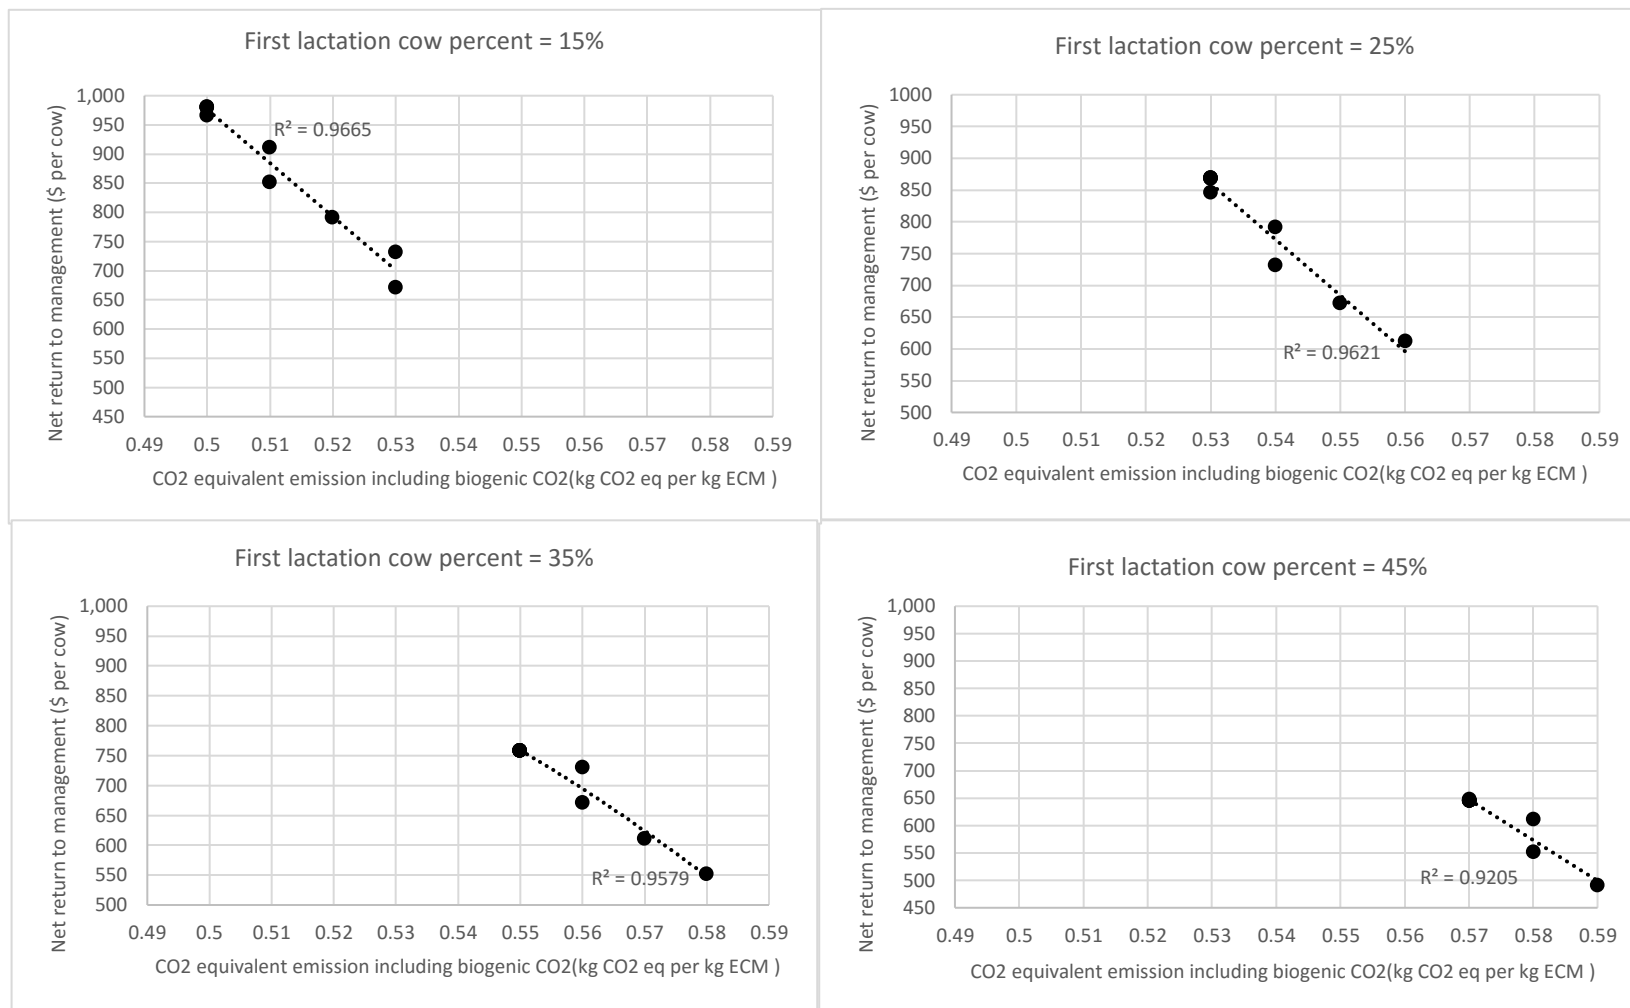 First lactation cow percent = 15%
Net return to management ($ per cow)
1,000
950
900
850
800
750
700
650
600
550
500
450
R² = 0.9665
0.49 0.5 0.51 0.52 0.53 0.54 0.55 0.56 0.57 0.58 0.59
CO2 equivalent emission including biogenic CO2(kg CO2 eq per kg ECM )
First lactation cow percent = 25%
Net return to management ($ per cow)
1000
950
900
850
800
750
700
650
600
550
500
R² = 0.9621
0.49 0.5 0.51 0.52 0.53 0.54 0.55 0.56 0.57 0.58 0.59
CO2 equivalent emission including biogenic CO2(kg CO2 eq per kg ECM )
First lactation cow percent = 35%
Net return to management ($ per cow)
1,000
950
900
850
800
750
700
650
600
550
500
R² = 0.9579
0.49 0.5 0.51 0.52 0.53 0.54 0.55 0.56 0.57 0.58 0.59
CO2 equivalent emission including biogenic CO2(kg CO2 eq per kg ECM )
First lactation cow percent = 45%
Net return to management ($ per cow)
1,000
950
900
850
800
750
700
650
600
550
500
450
R² = 0.9205
0.49 0.5 0.51 0.52 0.53 0.54 0.55 0.56 0.57 0.58 0.59
CO2 equivalent emission including biogenic CO2(kg CO2 eq per kg ECM )